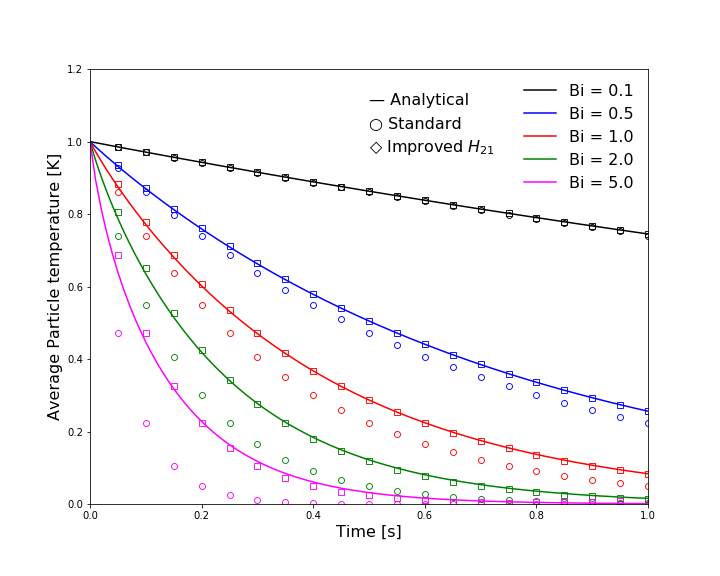 — Analytical
○ Standard
◇ Improved H₂₁
Bi = 0.1
Bi = 0.5
Bi = 1.0
Bi = 2.0
Bi = 5.0
Average Particle temperature [K]
1.2
1.0
0.8
0.6
0.4
0.2
0.0
0.0 0.2 0.4 0.6 0.8 1.0
Time [s]